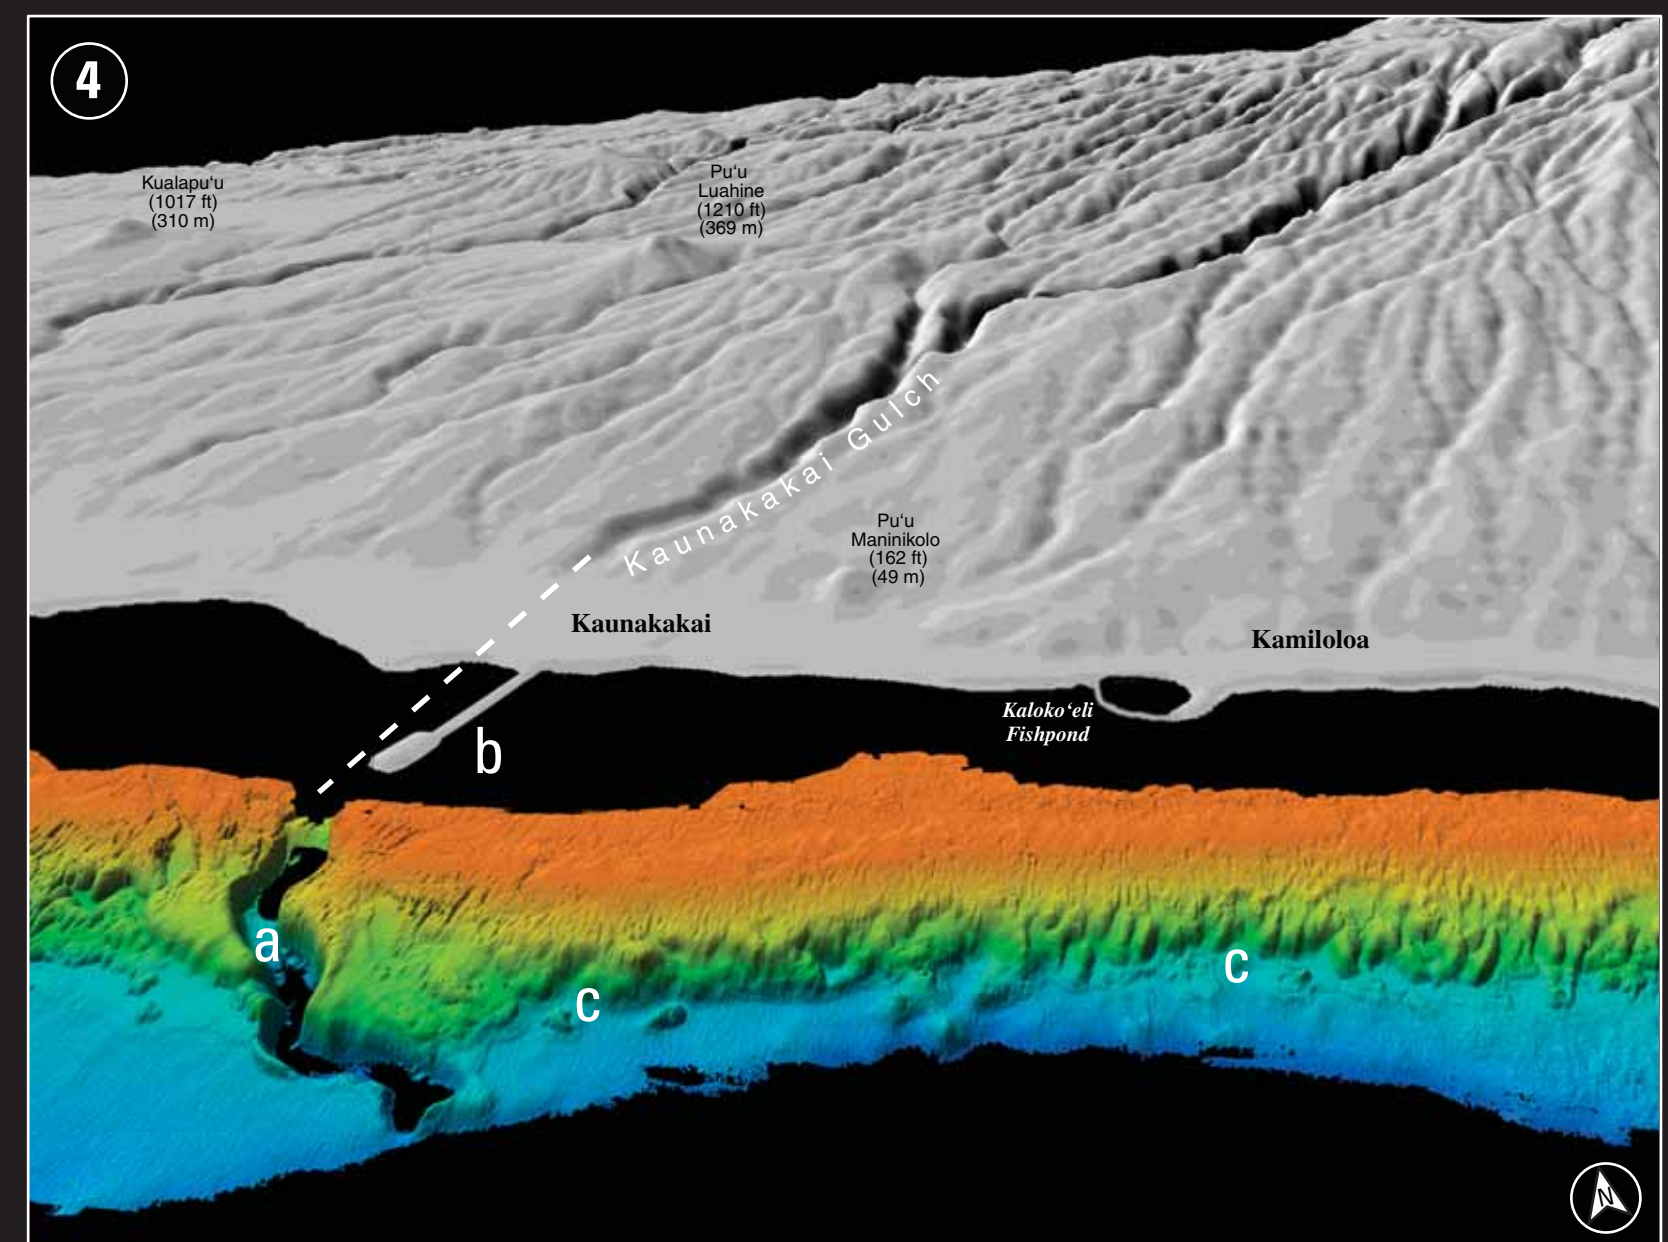 4
Kualapu‘u
(1017 ft)
(310 m)
Pu‘u
Luahine
(1210 ft)
(369 m)
Kaunakakai Gulch
Pu‘u
Maninikolo
(162 ft)
(49 m)
Kaunakakai
Kamiloloa
Kaloko‘eli
Fishpond
b
a
c
c
N